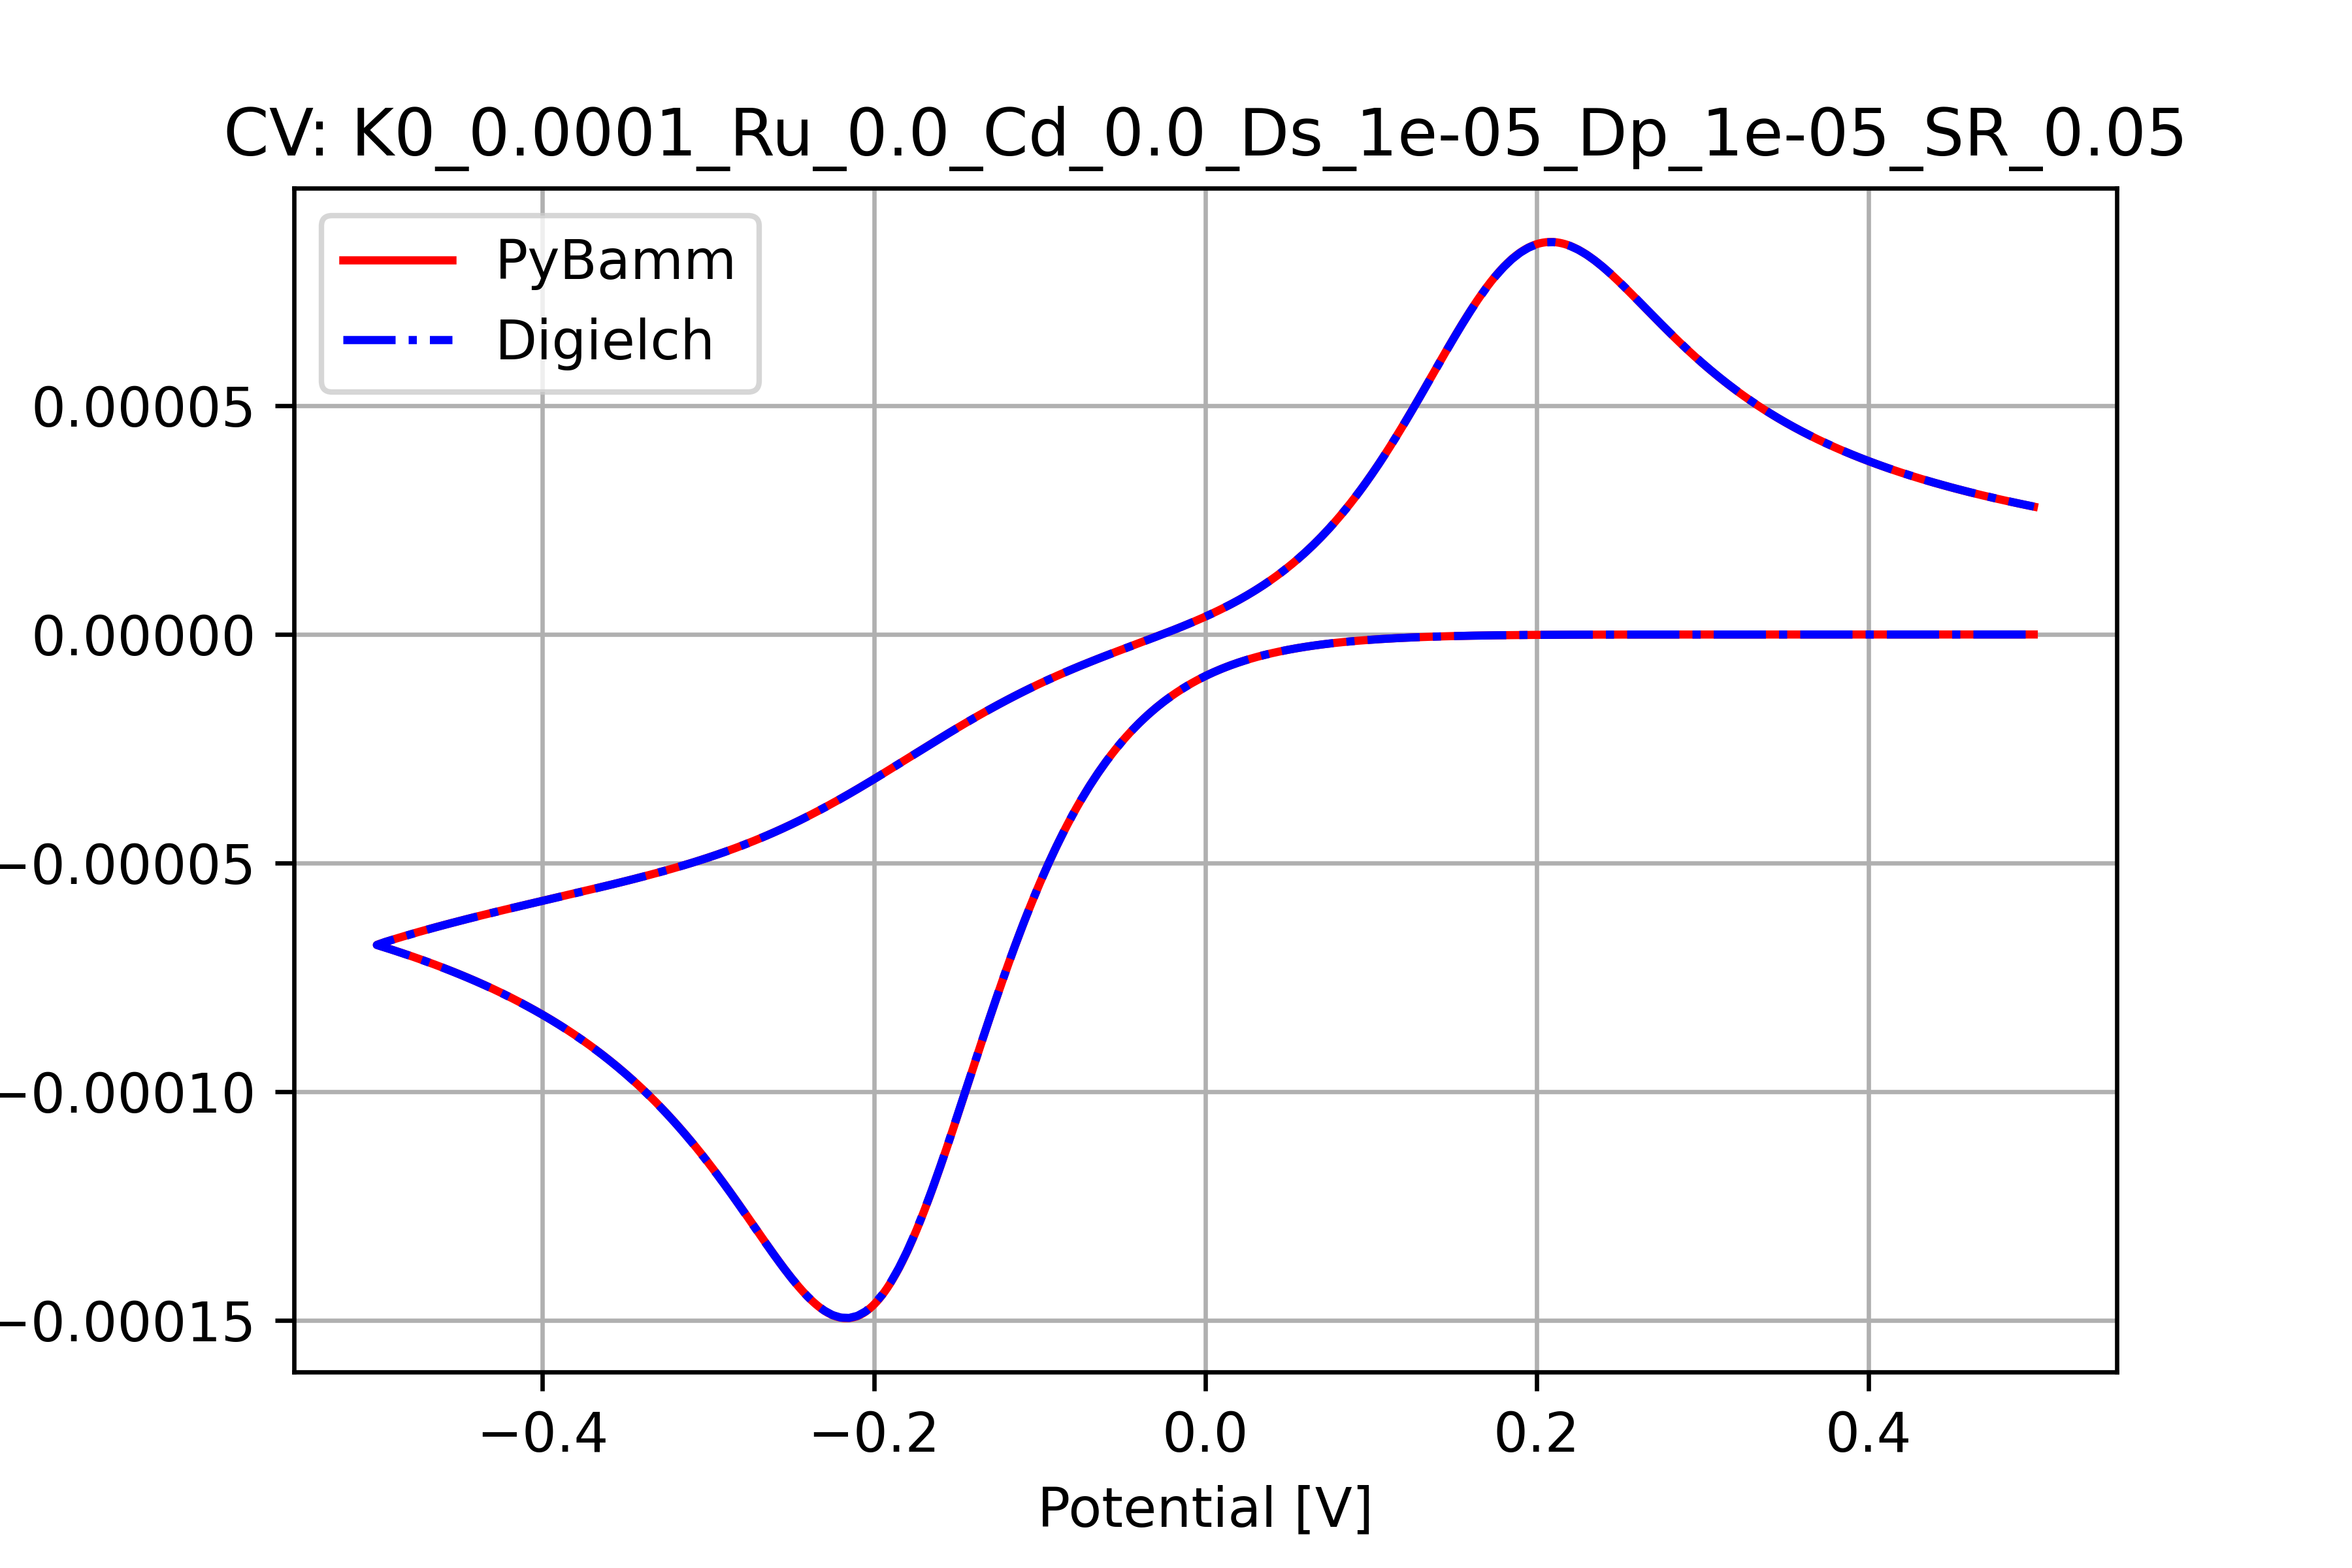 CV: K0_0.0001_Ru_0.0_Cd_0.0_Ds_1e-05_Dp_1e-05_SR_0.05
PyBamm
Digielch
0.00005
0.00000
−0.00005
−0.00010
−0.00015
−0.4
−0.2
0.0
0.2
0.4
Potential [V]